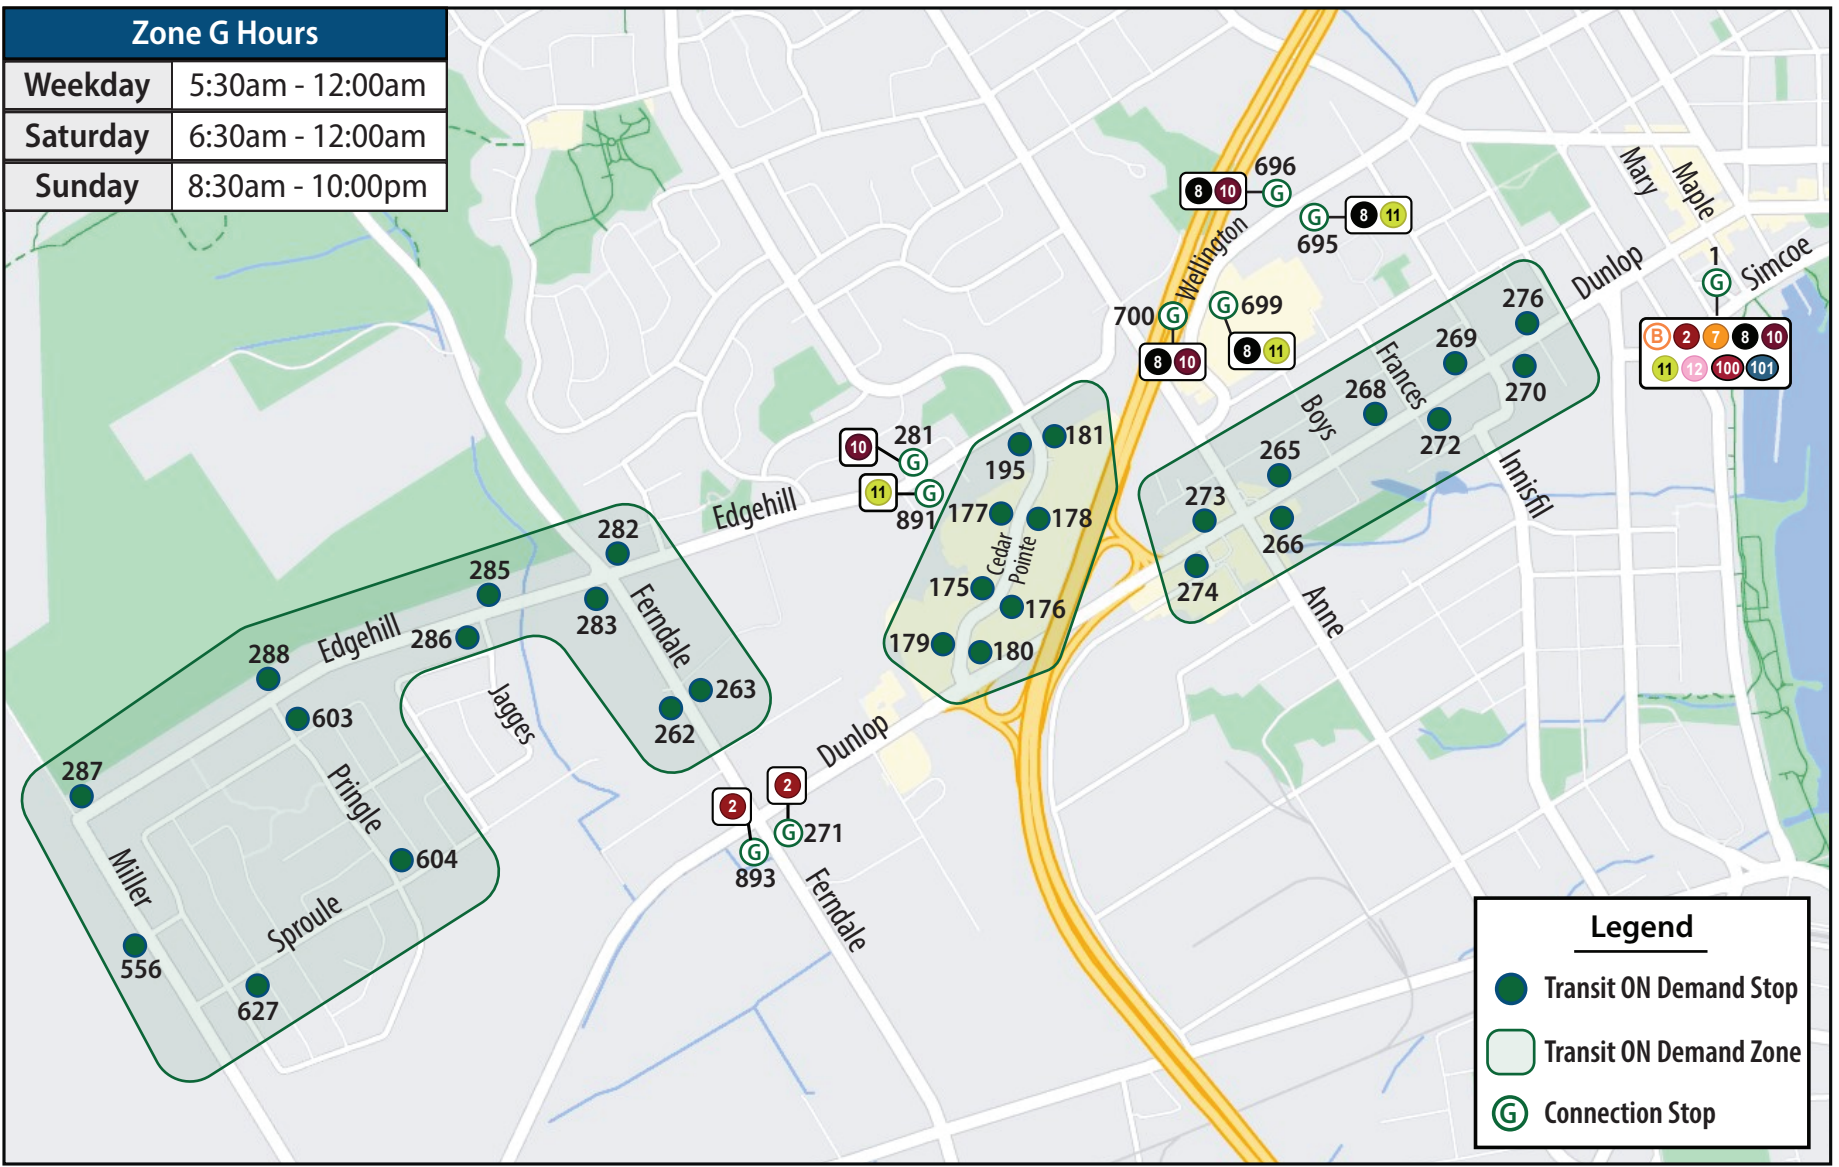 Zone G Hours
Weekday 5:30am - 12:00am
Saturday 6:30am - 12:00am
Sunday 8:30am - 10:00pm
Mary
Maple
696
8 10 G
G 8 11
695
Wellington
Dunlop
1
G
Simcoe
B 2 7 8 10
11 12 100 101
700 G
8 10
G 699
8 11
276
269
270
Frances
268
272
Boys
265
273
266
274
Innisfil
Anne
10
281
G
11 G
891
Edgehill
181
195
177
178
Cedar
Pointe
175
176
179
180
282
285
283
286
Edgehill
288
Ferndale
263
262
603
Jagges
287
Pringle
604
Miller
Sproule
556
627
Dunlop
2
2
G 271
G
893
Ferndale
Legend
Transit ON Demand Stop
Transit ON Demand Zone
G Connection Stop